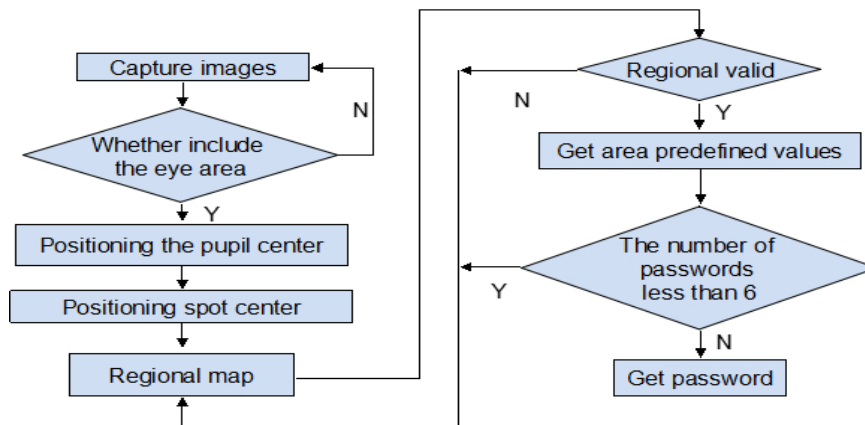 Capture images
N
Whether include
the eye area
Y
Positioning the pupil center
Positioning spot center
Regional map
Regional valid
N
Y
Get area predefined values
The number of
passwords
less than 6
Y
N
Get password